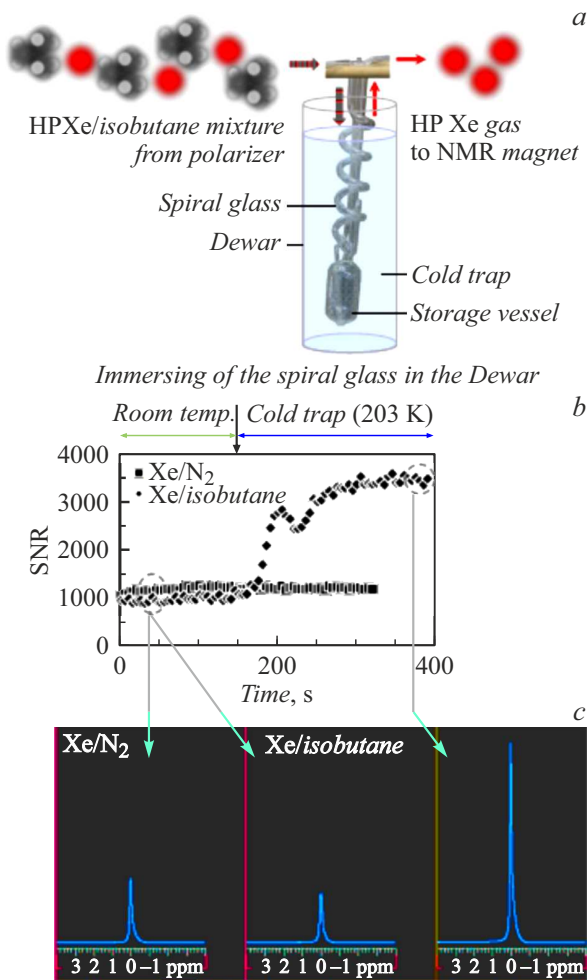 a
HPXe/isobutane mixture
from polarizer
HP Xe gas
to NMR magnet
Spiral glass
Dewar
Cold trap
Storage vessel
Immersing of the spiral glass in the Dewar
b
Room temp. Cold trap (203 K)
4000
Xe/N₂
Xe/isobutane
3000
SNR
2000
1000
0
0 200 400
Time, s
c
Xe/N₂ Xe/isobutane
3 2 1 0 –1 ppm 3 2 1 0 –1 ppm 3 2 1 0 –1 ppm